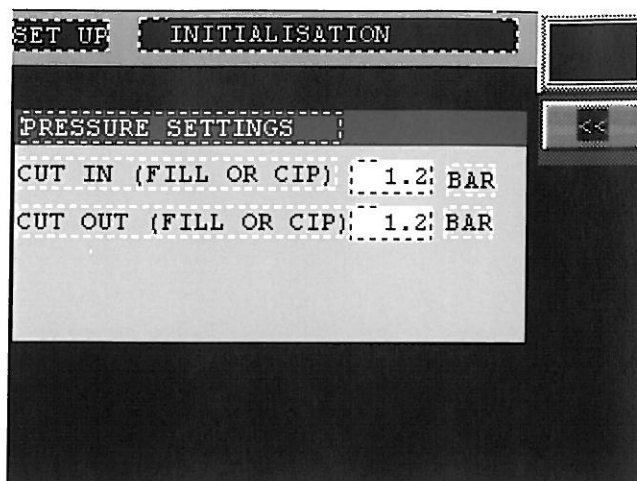 SET UP INITIALISATION
<<
PRESSURE SETTINGS
CUT IN (FILL OR CIP) 1.2 BAR
CUT OUT (FILL OR CIP) 1.2 BAR